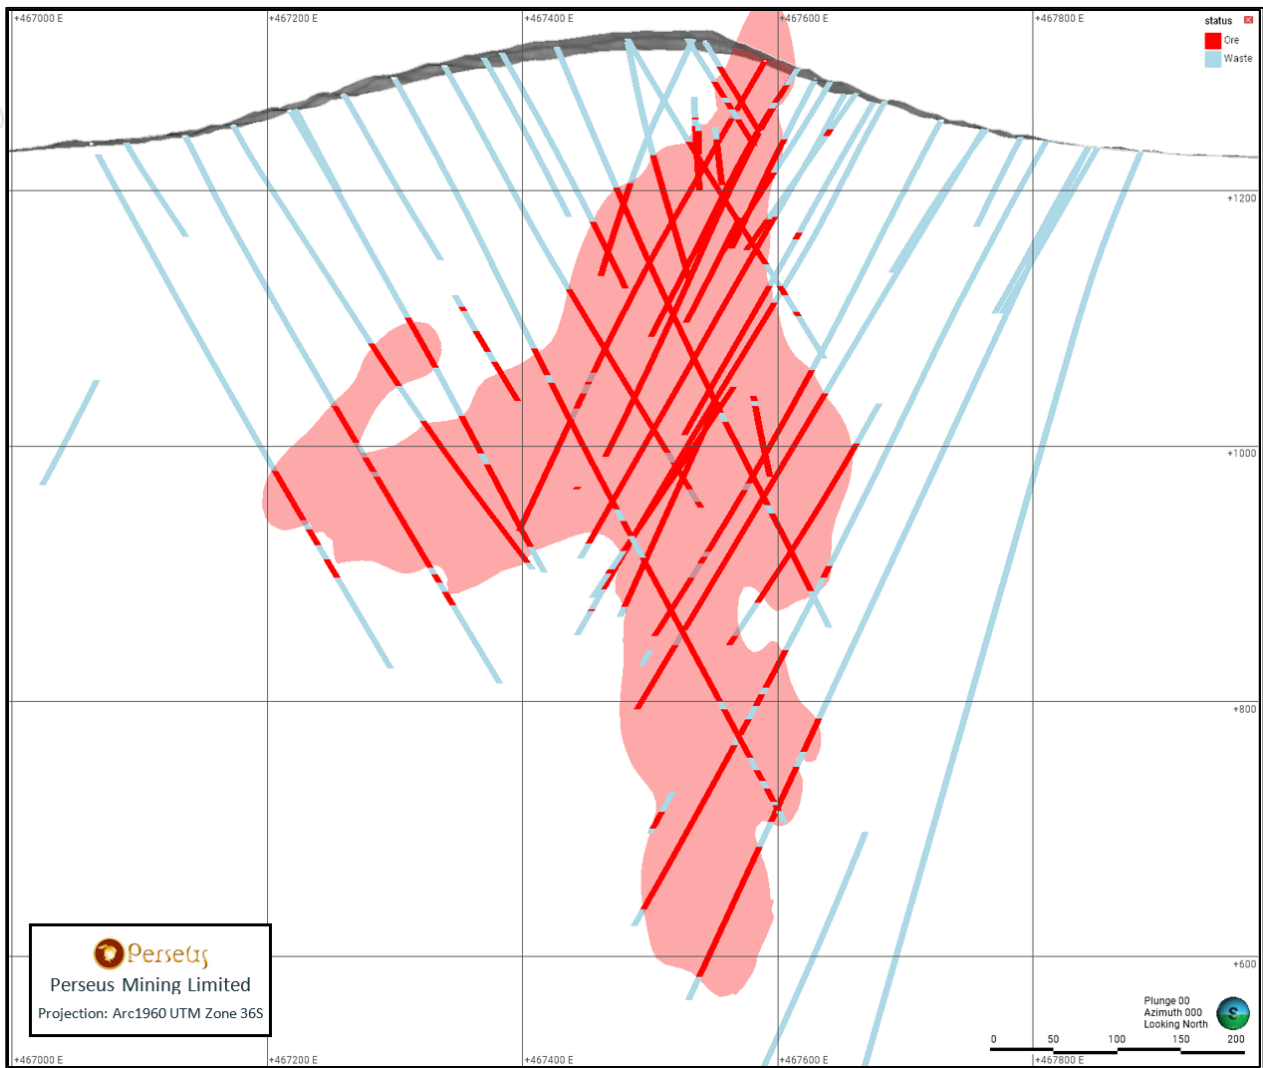 +467000 E
+467200 E
+467400 E
+467600 E
+467800 E
status
Ore
Waste
+1200
+1000
+800
+600
Perseus
Perseus Mining Limited
Projection: Arc1960 UTM Zone 36S
Plunge 00
Azimuth 000
Looking North
S
0 50 100 150 200
+467000 E
+467200 E
+467400 E
+467600 E
+467800 E